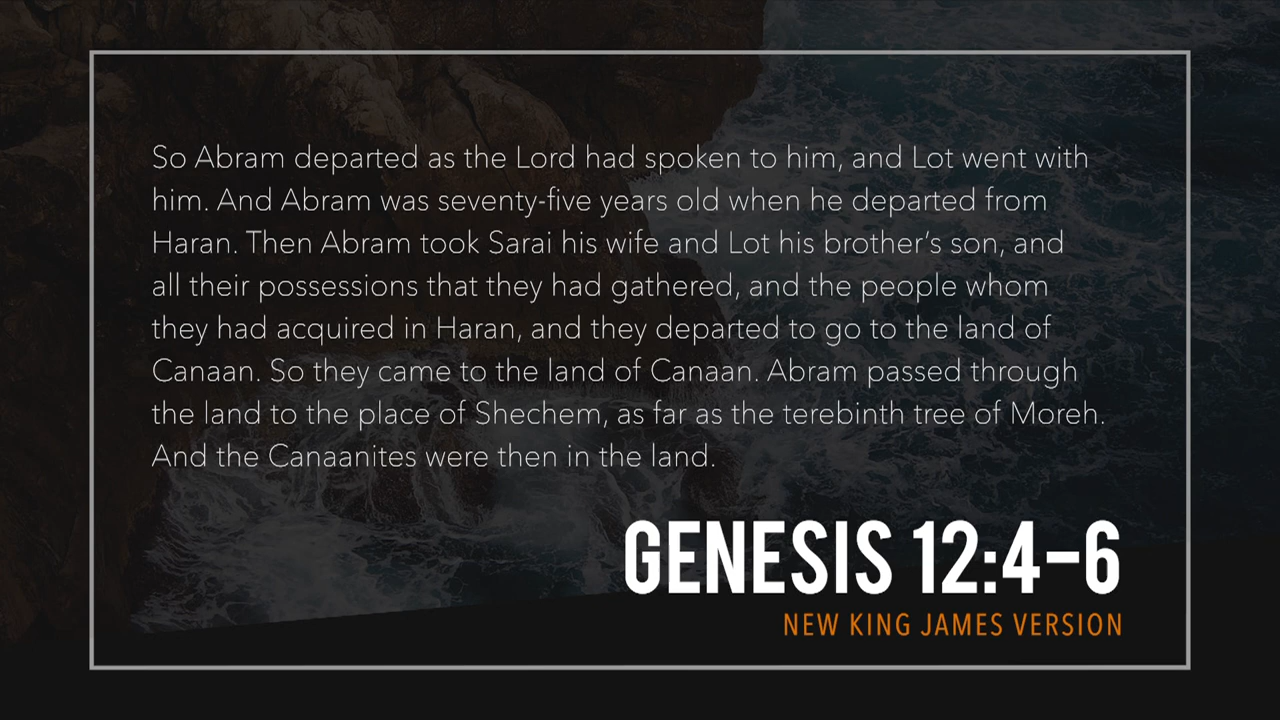 So Abram departed as the Lord had spoken to him, and Lot went with
him. And Abram was seventy-five years old when he departed from
Haran. Then Abram took Sarai his wife and Lot his brother’s son, and
all their possessions that they had gathered, and the people whom
they had acquired in Haran, and they departed to go to the land of
Canaan. So they came to the land of Canaan. Abram passed through
the land to the place of Shechem, as far as the terebinth tree of Moreh.
And the Canaanites were then in the land.
GENESIS 12:4–6
NEW KING JAMES VERSION